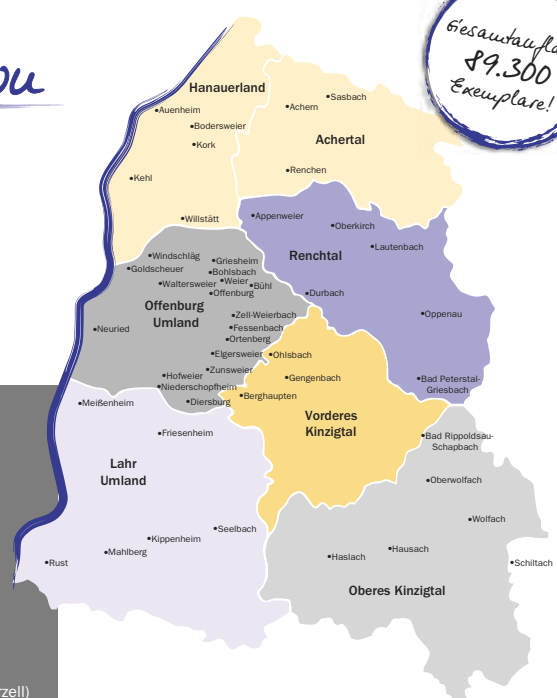 Gesamtaufla
89.300
Exemplare!
ou
Hanauerland
•Auenheim
•Bodersweier
•Kork
•Kehl
•Willstätt
•Sasbach
•Achern
Achertal
•Renchen
•Appenweier
•Oberkirch
•Lautenbach
Renchtal
•Durbach
•Oppenau
•Bad Peterstal-
Griesbach
•Windschläg
•Goldscheuer
•Griesheim
•Bohlsbach
•Waltersweier
•Weier
•Bühl
•Offenburg
Offenburg
Umland
•Zell-Weierbach
•Fessenbach
•Ortenberg
•Neuried
•Elgersweier
•Zunsweier
•Hofweier
•Niederschopfheim
•Diersburg
•Ohlsbach
•Gengenbach
•Berghaupten
Vorderes
Kinzigtal
•Meißenheim
•Friesenheim
Lahr
Umland
•Seelbach
•Kippenheim
•Mahlberg
•Rust
•Bad Rippoldsau-
Schapbach
•Oberwolfach
•Wolfach
•Hausach
•Haslach
•Schiltach
Oberes Kinzigtal
rzell)